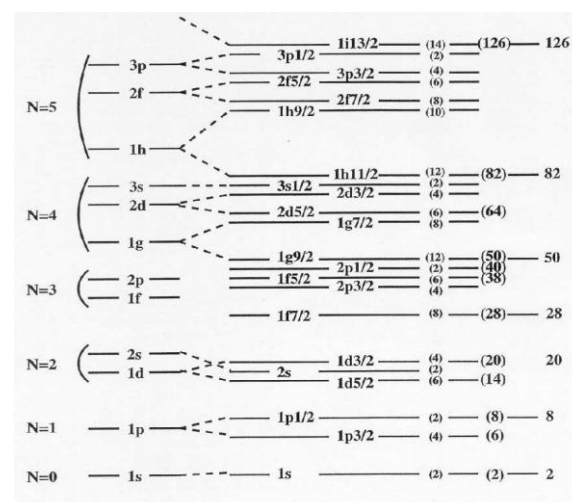 1i13/2 (14) (126) 126
3p1/2 (2)
3p 3p3/2 (4)
2f5/2 (6)
N=5 2f 2f7/2 (8)
1h9/2 (10)
1h
1h11/2 (12) (82) 82
3s 3s1/2 (2)
2d3/2 (4)
N=4 2d 2d5/2 (6) (64)
1g7/2 (8)
1g
1g9/2 (12) (50) 50
2p1/2 (2) (40)
N=3 2p 1f5/2 (6) (38)
2p3/2 (4)
1f
1f7/2 (8) (28) 28
2s
N=2 1d3/2 (4) (20) 20
1d 2s (2)
1d5/2 (6) (14)
1p1/2 (2) (8) 8
N=1 1p
1p3/2 (4) (6)
N=0 1s 1s (2) (2) 2